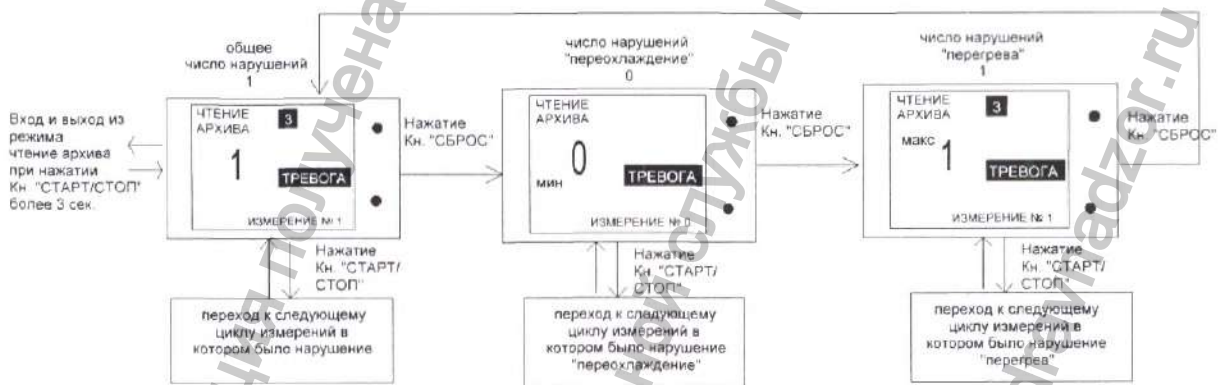 общее
число нарушений
1
число нарушений
"переохлаждение"
0
число нарушений
"перегрева"
1
Вход и выход из
режима
чтение архива
при нажатии
Кн. "СТАРТ/СТОП"
более 3 сек.
ЧТЕНИЕ
АРХИВА
3
1
ТРЕВОГА
ИЗМЕРЕНИЕ № 1
Нажатие
Кн. "СБРОС"
ЧТЕНИЕ
АРХИВА
0
мин
ТРЕВОГА
ИЗМЕРЕНИЕ № 0
Нажатие
Кн. "СБРОС"
ЧТЕНИЕ
АРХИВА
3
макс 1
ТРЕВОГА
ИЗМЕРЕНИЕ № 1
Нажатие
Кн. "СБРОС"
Нажатие
Кн. "СТАРТ/
СТОП"
Нажатие
Кн. "СТАРТ/
СТОП"
Нажатие
Кн. "СТАРТ/
СТОП"
переход к следующему
циклу измерений в
котором было нарушение
переход к следующему
циклу измерений в
котором было нарушение
"переохлаждение"
переход к следующему
циклу измерений в
котором было нарушение
"перегрев"
получена
службы